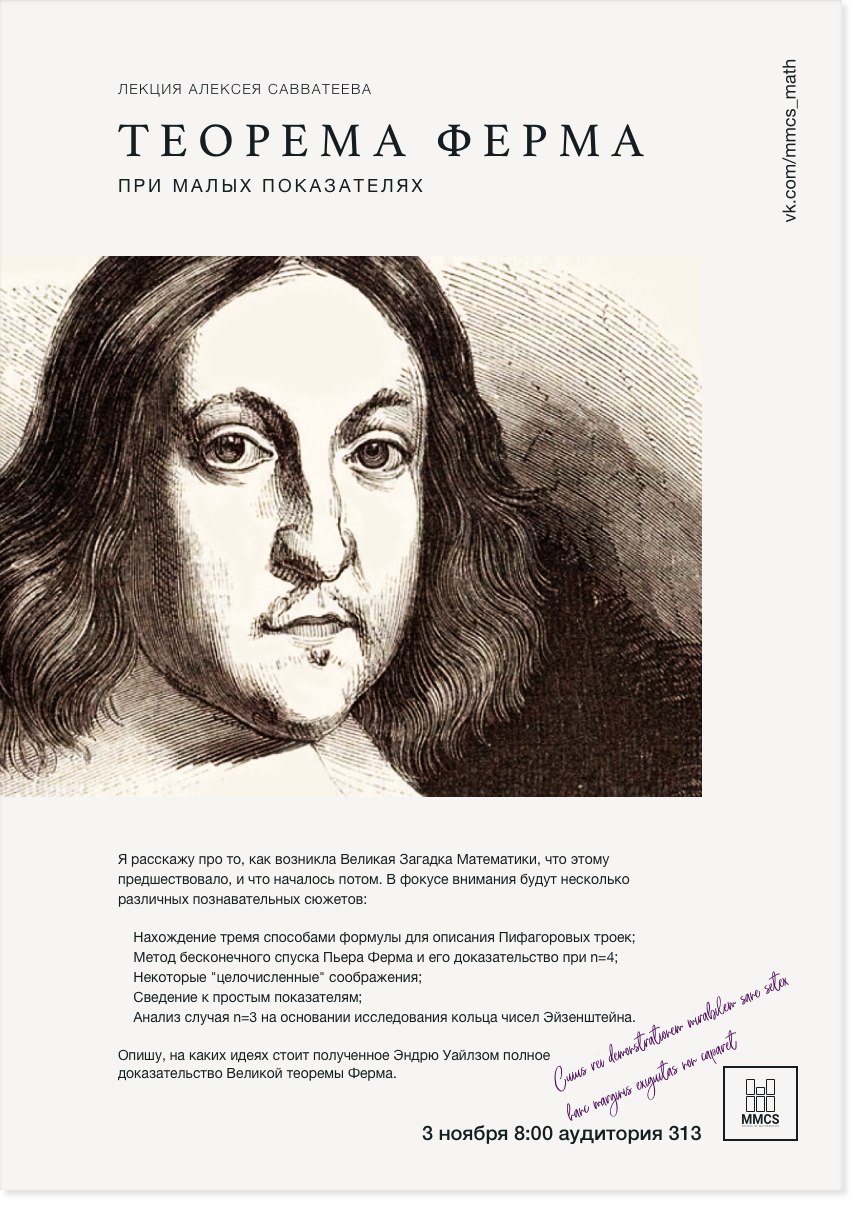 ЛЕКЦИЯ АЛЕКСЕЯ САВВАТЕЕВА
ТЕОРЕМА ФЕРМА
ПРИ МАЛЫХ ПОКАЗАТЕЛЯХ
vk.com/mmcs_math
Я расскажу про то, как возникла Великая Загадка Математики, что этому
предшествовало, и что началось потом. В фокусе внимания будут несколько
различных познавательных сюжетов:
Нахождение тремя способами формулы для описания Пифагоровых троек;
Метод бесконечного спуска Пьера Ферма и его доказательство при n=4;
Некоторые "целочисленные" соображения;
Сведение к простым показателям;
Анализ случая n=3 на основании исследования кольца чисел Эйзенштейна.
Опишу, на каких идеях стоит полученное Эндрю Уайлзом полное
доказательство Великой теоремы Ферма.
Cuius rei demonstrationem mirabilem sane
hanc marginis exiguitas non caparet
3 ноября 8:00 аудитория 313
MMCS